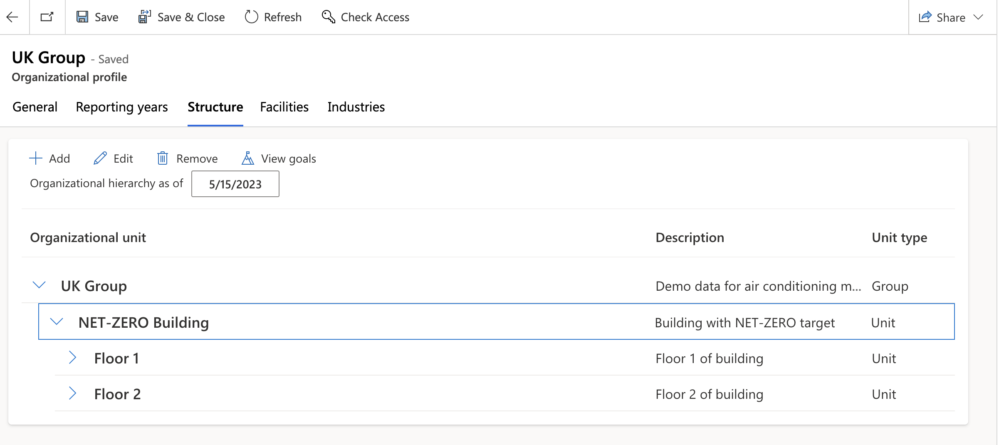 Save Save & Close Refresh Check Access Share
UK Group - Saved
Organizational profile
General Reporting years Structure Facilities Industries
Add Edit Remove View goals
Organizational hierarchy as of 5/15/2023
Organizational unit Description Unit type
UK Group Demo data for air conditioning m... Group
NET-ZERO Building Building with NET-ZERO target Unit
Floor 1 Floor 1 of building Unit
Floor 2 Floor 2 of building Unit